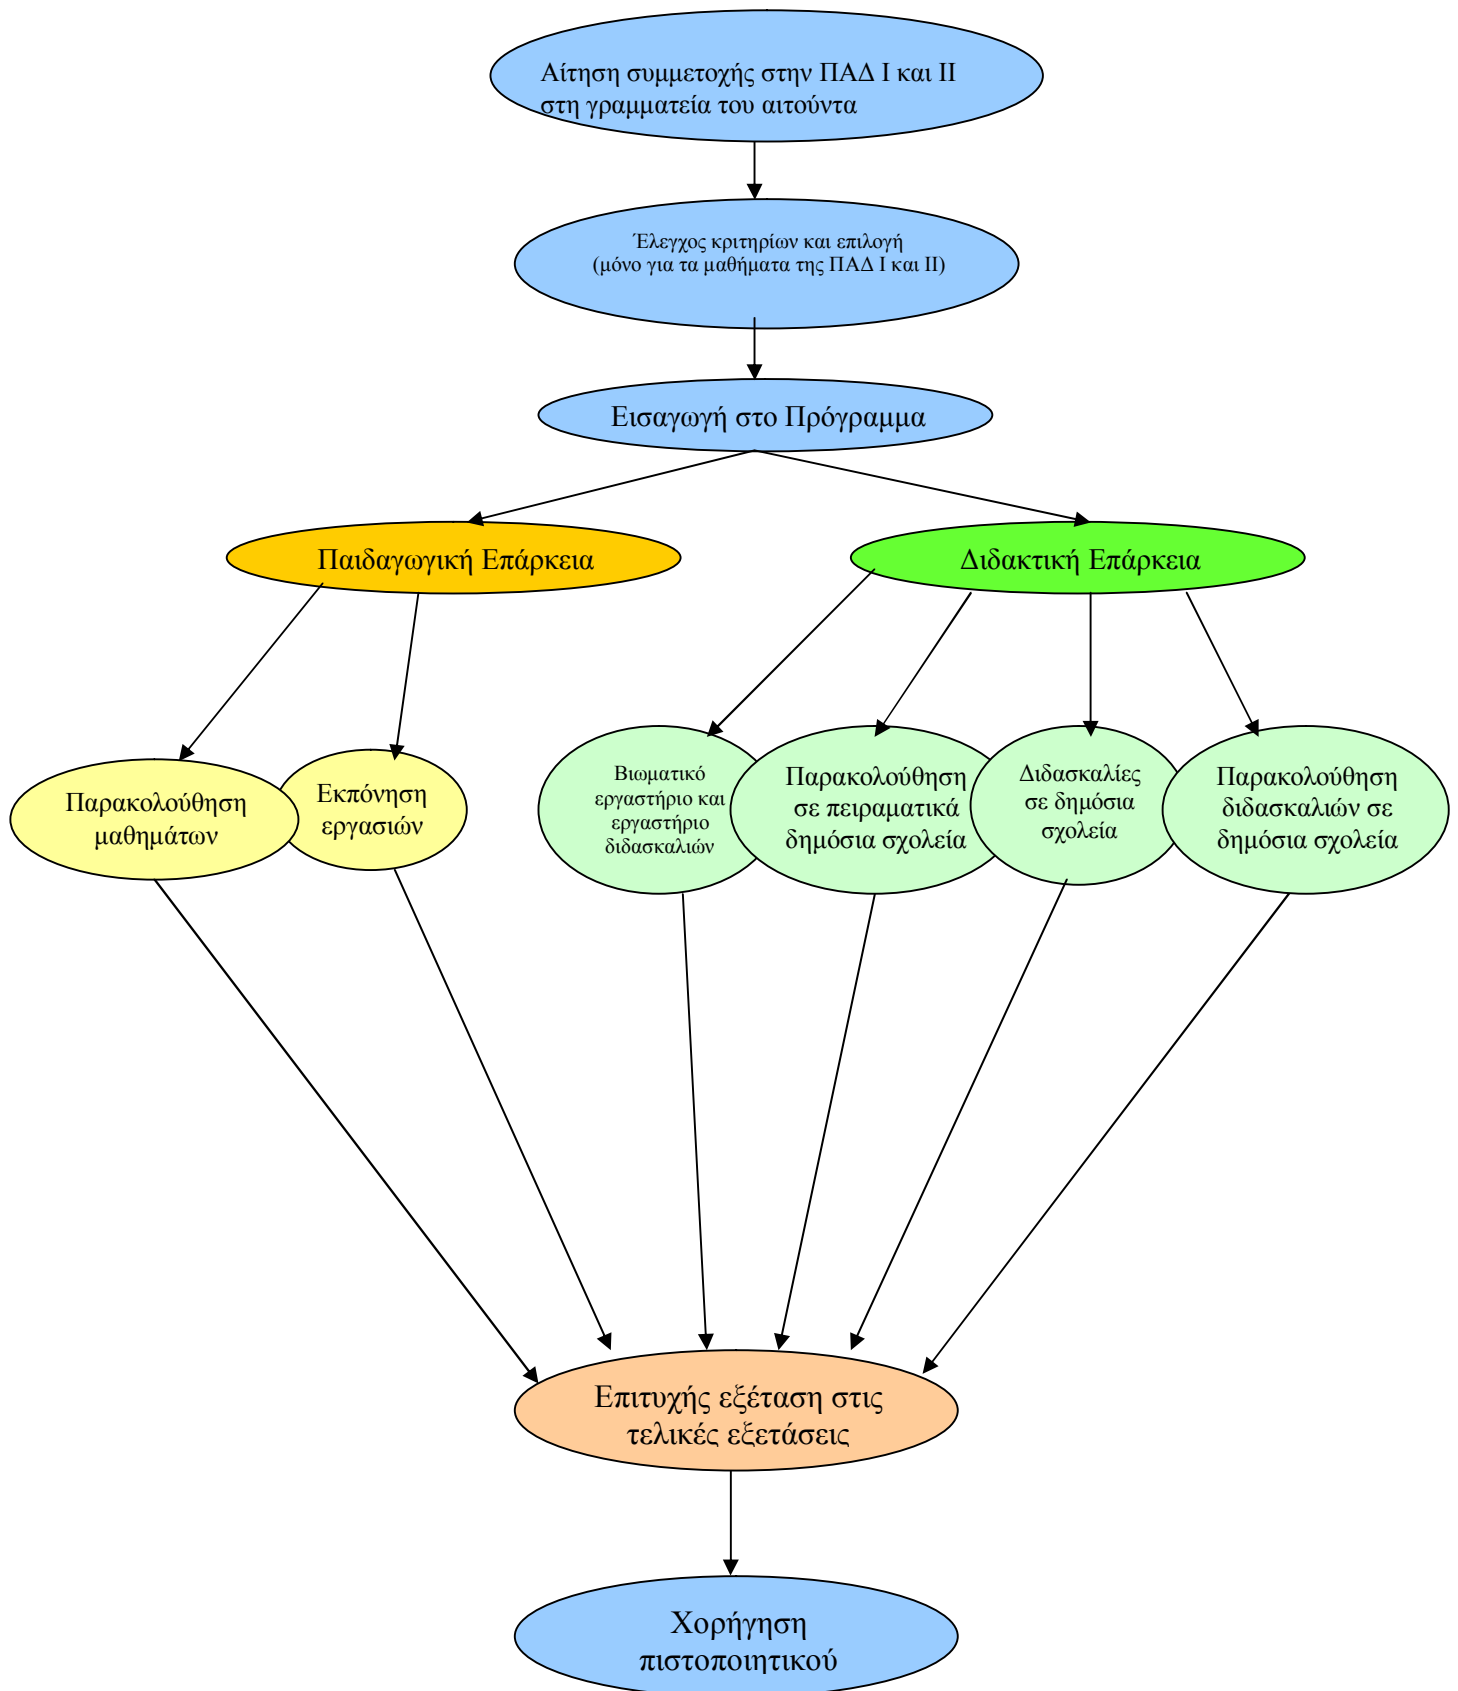 Αίτηση συμμετοχής στην ΠΑΔ Ι και ΙΙ
στη γραμματεία του αιτούντα
Έλεγχος κριτηρίων και επιλογή
(μόνο για τα μαθήματα της ΠΑΔ Ι και ΙΙ)
Εισαγωγή στο Πρόγραμμα
Παιδαγωγική Επάρκεια
Διδακτική Επάρκεια
Παρακολούθηση
μαθημάτων
Εκπόνηση
εργασιών
Βιωματικό
εργαστήριο και
εργαστήριο
διδασκαλιών
Παρακολούθηση
σε πειραματικά
δημόσια σχολεία
Διδασκαλίες
σε δημόσια
σχολεία
Παρακολούθηση
διδασκαλιών σε
δημόσια σχολεία
Επιτυχής εξέταση στις
τελικές εξετάσεις
Χορήγηση
πιστοποιητικού